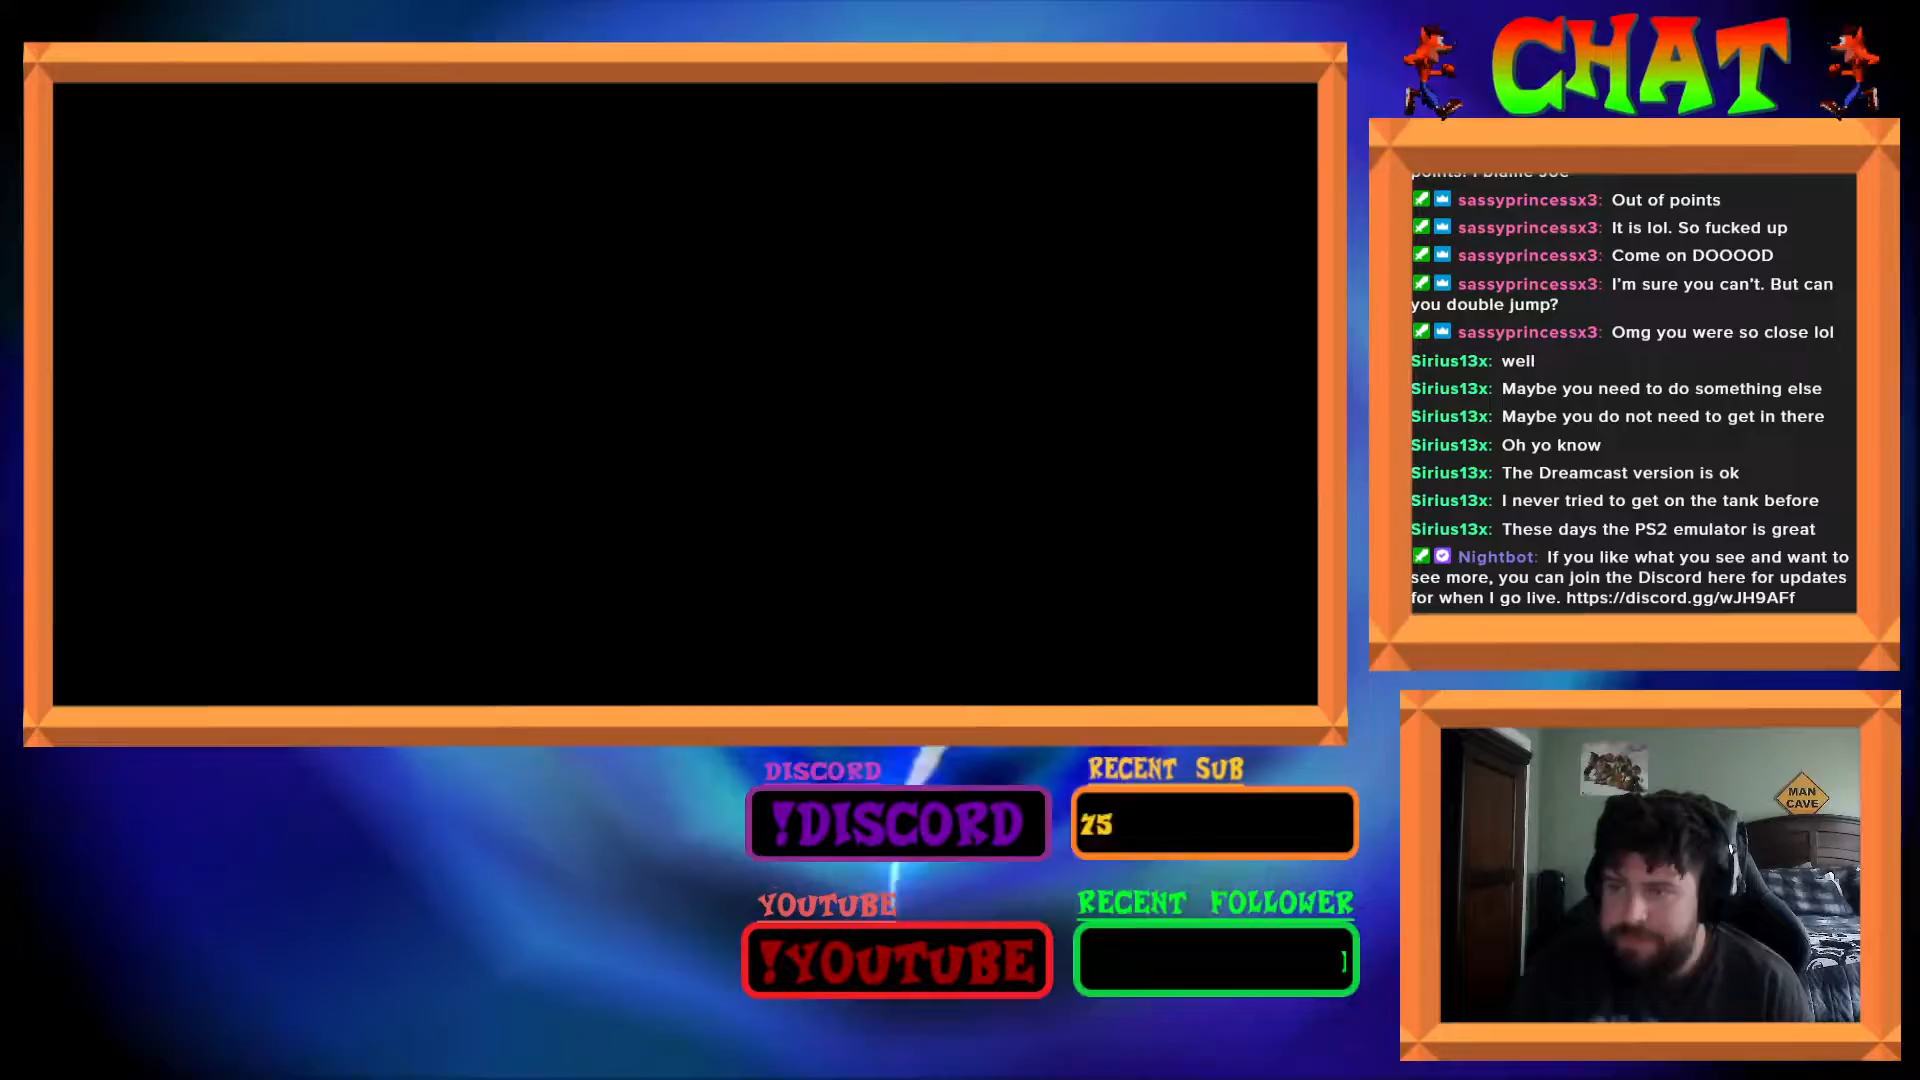 CHAT
sassyprincessx3: Out of points
sassyprincessx3: It is lol. So fucked up
sassyprincessx3: Come on DOOOOD
sassyprincessx3: I'm sure you can't. But can
you double jump?
sassyprincessx3: Omg you were so close lol
Sirius13x: well
Sirius13x: Maybe you need to do something else
Sirius13x: Maybe you do not need to get in there
Sirius13x: Oh yo know
Sirius13x: The Dreamcast version is ok
Sirius13x: I never tried to get on the tank before
Sirius13x: These days the PS2 emulator is great
Nightbot: If you like what you see and want to
see more, you can join the Discord here for updates
for when I go live. https://discord.gg/wJH9AFf
DISCORD
!DISCORD
RECENT SUB
75
YOUTUBE
!YOUTUBE
RECENT FOLLOWER
MAN
CAVE